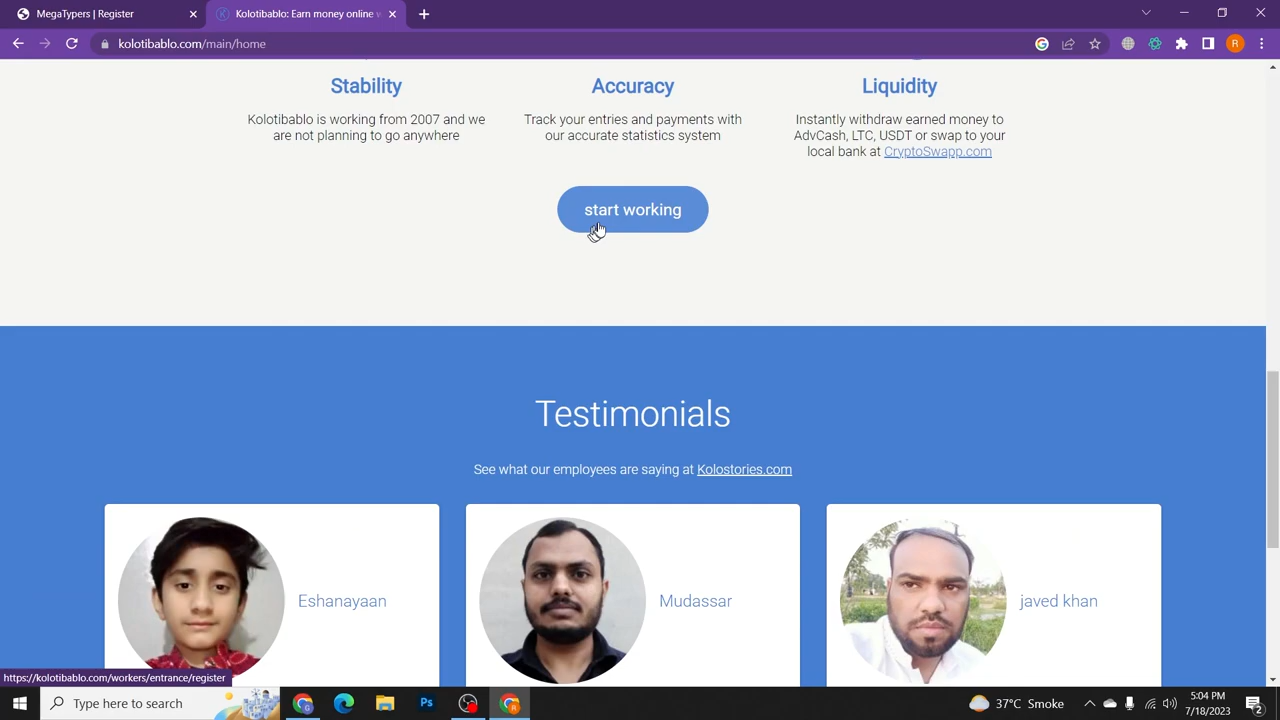 MegaTypers | Register
Kolotibablo: Earn money online w
kolotibablo.com/main/home
R
Stability
Accuracy
Liquidity
Kolotibablo is working from 2007 and we
are not planning to go anywhere
Track your entries and payments with
our accurate statistics system
Instantly withdraw earned money to
AdvCash, LTC, USDT or swap to your
local bank at CryptoSwapp.com
start working
Testimonials
See what our employees are saying at Kolostories.com
Eshanayaan
Mudassar
javed khan
https://kolotibablo.com/workers/entrance/register
Type here to search
Ps
37°C Smoke
5:04 PM
7/18/2023
2